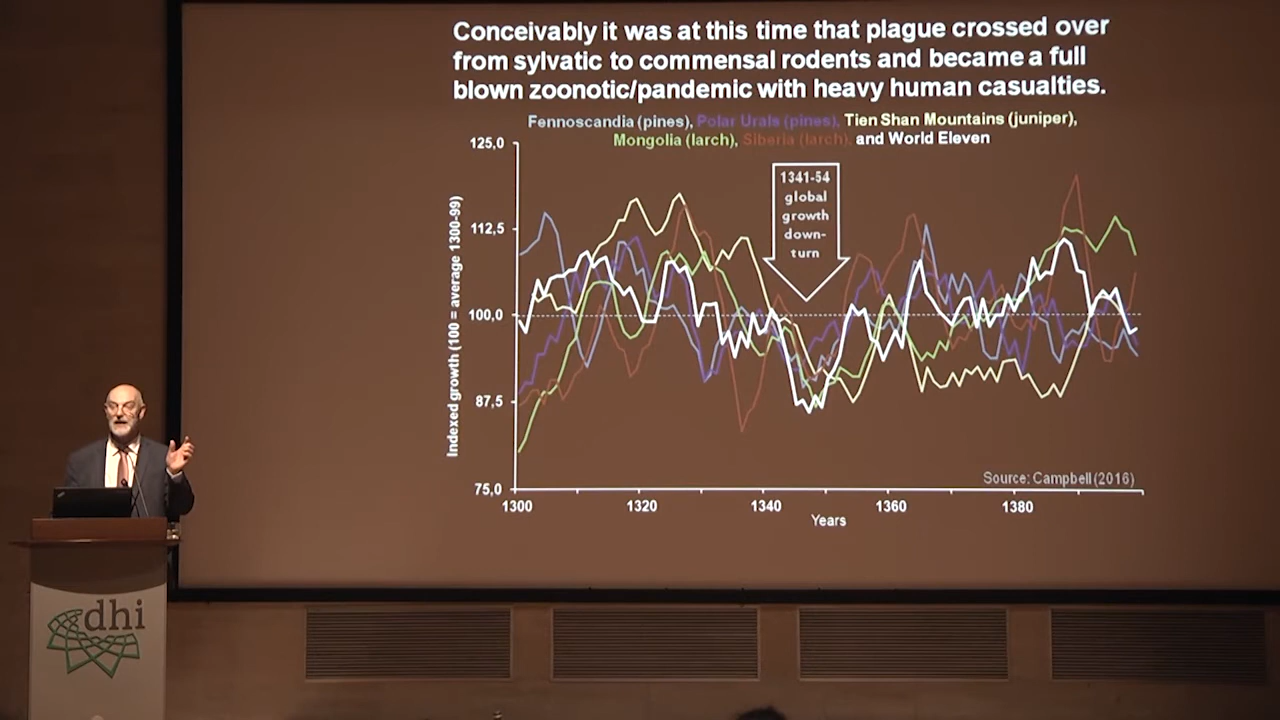 Conceivably it was at this time that plague crossed over
from sylvatic to commensal rodents and became a full
blown zoonotic/pandemic with heavy human casualties.
Fennoscandia (pines), Polar Urals (pines), Tien Shan Mountains (juniper),
Mongolia (larch), Siberia (larch), and World Eleven
Indexed growth (100 = average 1300-99)
125,0
112,5
100,0
87,5
75,0
1341-54
global
growth
down-
turn
Source: Campbell (2016)
1300
1320
1340
1360
1380
Years
dhi